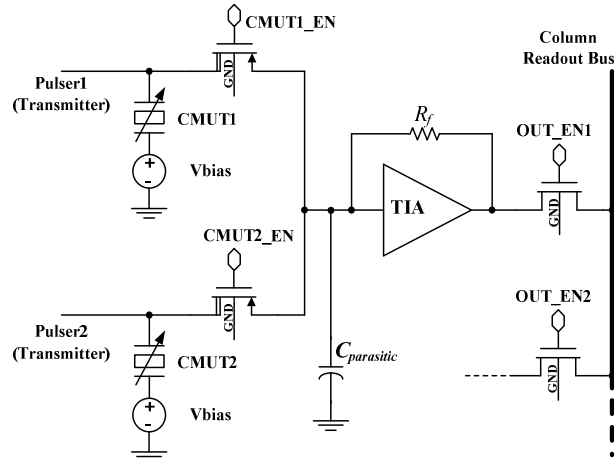 CMUT1_EN
Column
Readout Bus
Pulser1
(Transmitter)
GND
CMUT1
Vbias
+
-
Rf
TIA
OUT_EN1
GND
CMUT2_EN
Pulser2
(Transmitter)
GND
CMUT2
Vbias
+
-
Cparasitic
OUT_EN2
GND